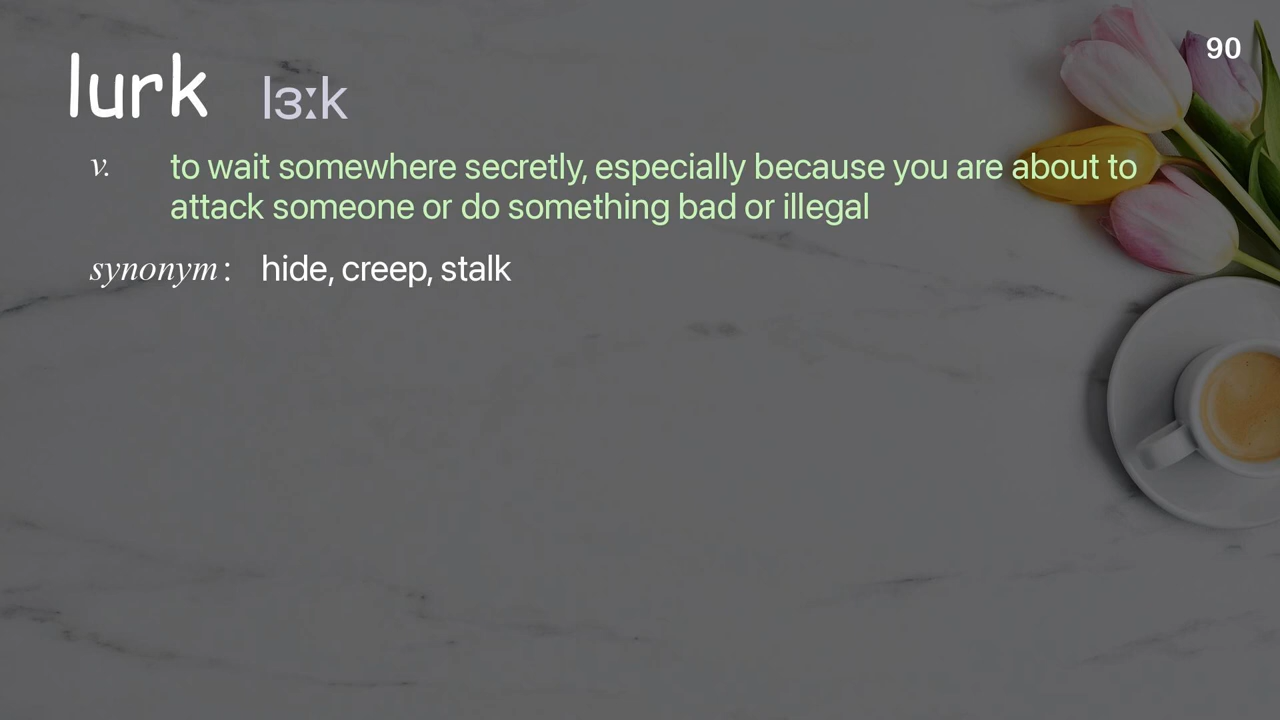 90
lurk lɜːk
v. to wait somewhere secretly, especially because you are about to
attack someone or do something bad or illegal
synonym: hide, creep, stalk